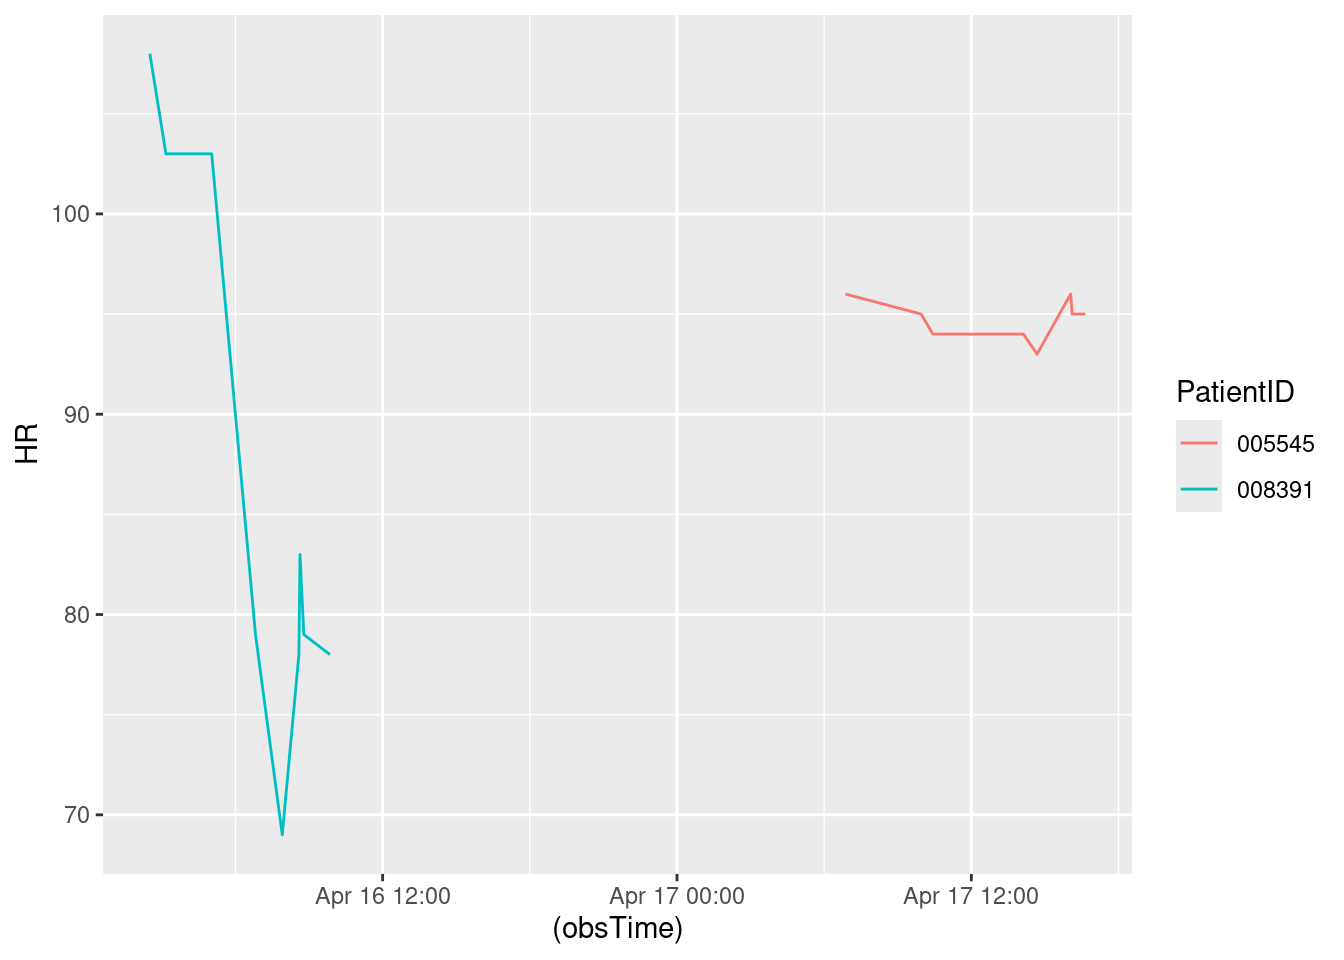 100
90
80
70
HR
Apr 16 12:00
Apr 17 00:00
Apr 17 12:00
(obsTime)
PatientID
005545
008391